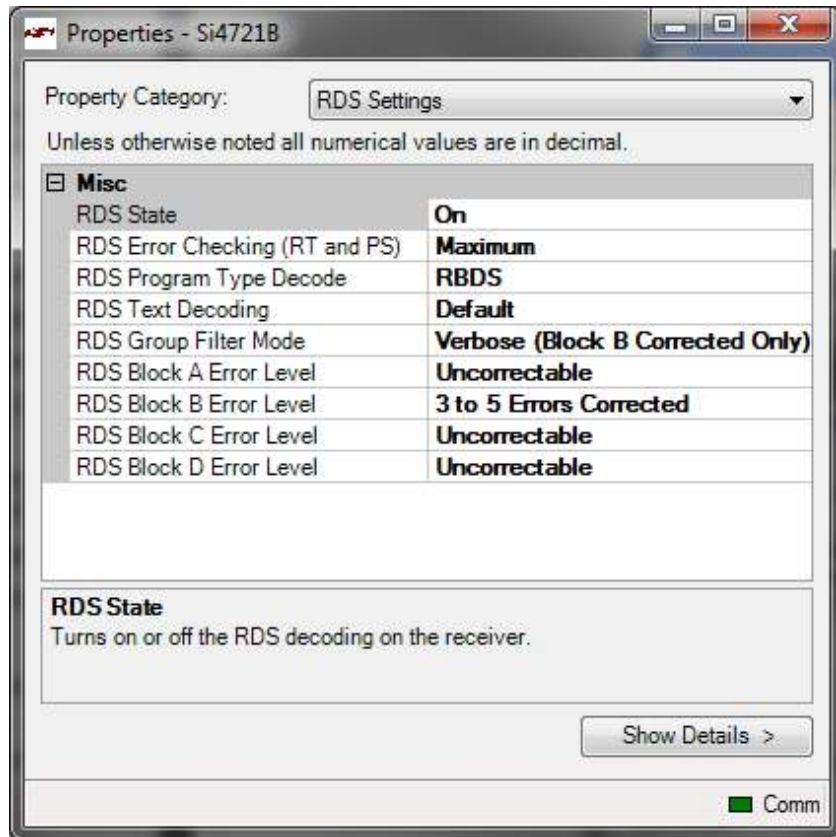 Properties - Si4721B
Property Category: RDS Settings
Unless otherwise noted all numerical values are in decimal.
Misc
RDS State On
RDS Error Checking (RT and PS) Maximum
RDS Program Type Decode RBDS
RDS Text Decoding Default
RDS Group Filter Mode Verbose (Block B Corrected Only)
RDS Block A Error Level Uncorrectable
RDS Block B Error Level 3 to 5 Errors Corrected
RDS Block C Error Level Uncorrectable
RDS Block D Error Level Uncorrectable
RDS State
Turns on or off the RDS decoding on the receiver.
Show Details >
Comm